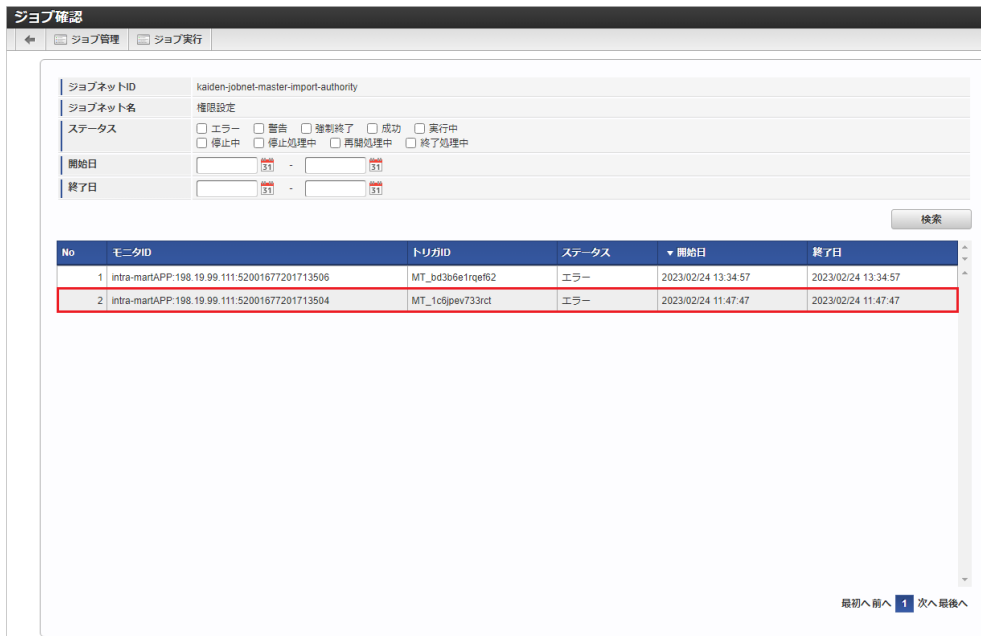 ジョブ確認
ジョブ管理 ジョブ実行
ジョブネットID kaiden-jobnet-master-import-authority
ジョブネット名 権限設定
ステータス エラー 警告 強制終了 成功 実行中
停止中 停止処理中 再開処理中 終了処理中
開始日 31 - 31
終了日 31 - 31
検索
No モニタID トリガID ステータス ▼ 開始日 終了日
1 intra-martAPP:198.19.99.111:52001677201713506 MT_bd3b6e1rqef62 エラー 2023/02/24 13:34:57 2023/02/24 13:34:57
2 intra-martAPP:198.19.99.111:52001677201713504 MT_1c6jpev733rct エラー 2023/02/24 11:47:47 2023/02/24 11:47:47
最初へ 前へ 1 次へ 最後へ